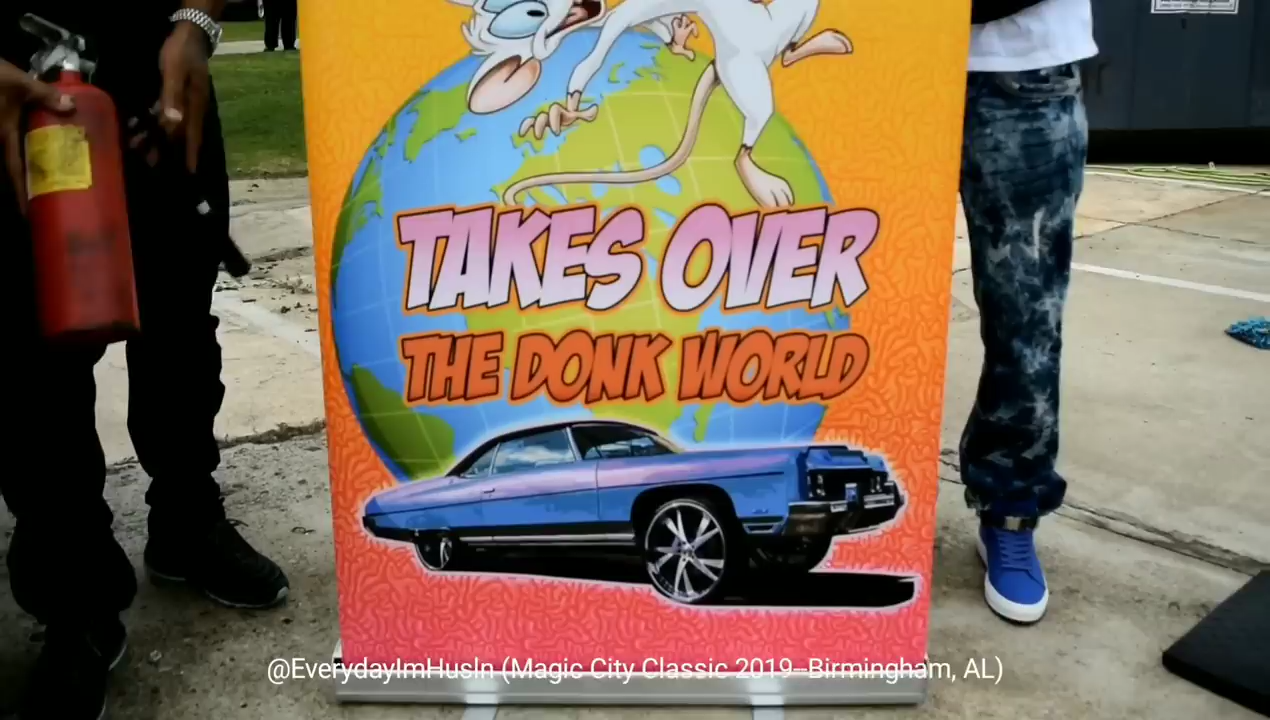 TAKES OVER
THE DONK WORLD
@EverydayImHusln (Magic City Classic 2019--Birmingham, AL)